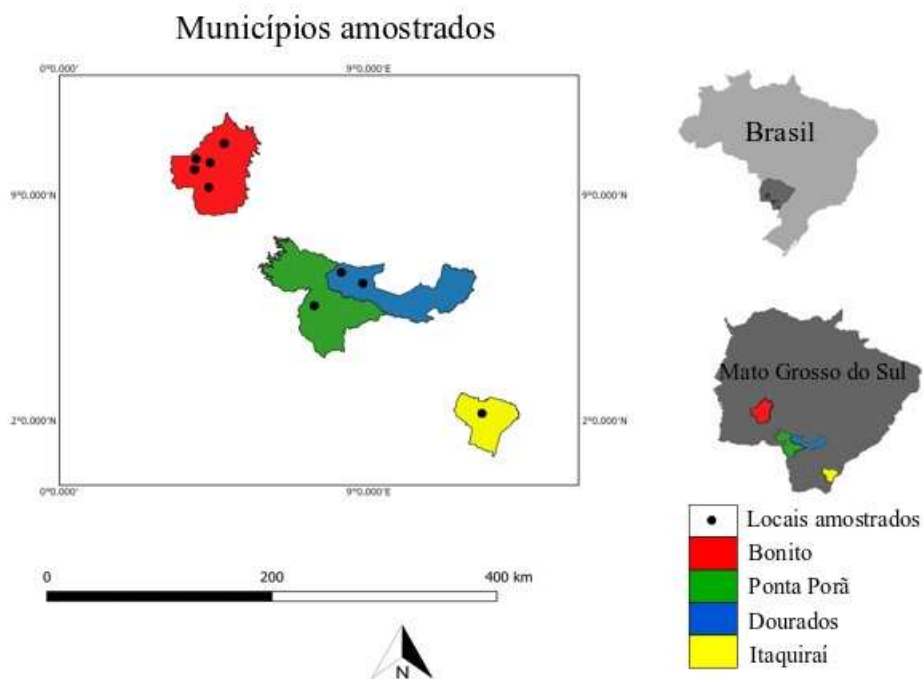 Municípios amostrados
0°0.000' 9°0.000'E
9°0.000'N 9°0.000'N
2°0.000'N 2°0.000'N
0°0.000' 9°0.000'E
0 200 400 km
N
Brasil
Mato Grosso do Sul
Locais amostrados
Bonito
Ponta Porã
Dourados
Itaquiraí